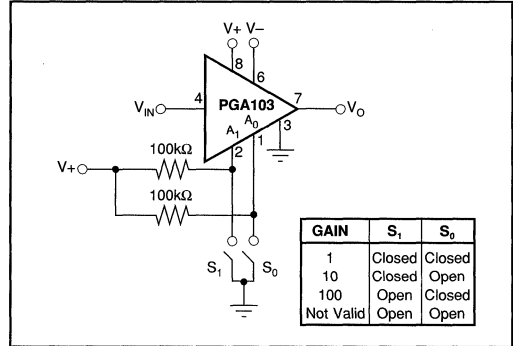 V+ V−
8
6
4
7
V_IN
PGA103
V_O
A_1
A_0
3
2
1
100kΩ
V+
100kΩ
S_1
S_0
GAIN S_1 S_0
1 Closed Closed
10 Closed Open
100 Open Closed
Not Valid Open Open